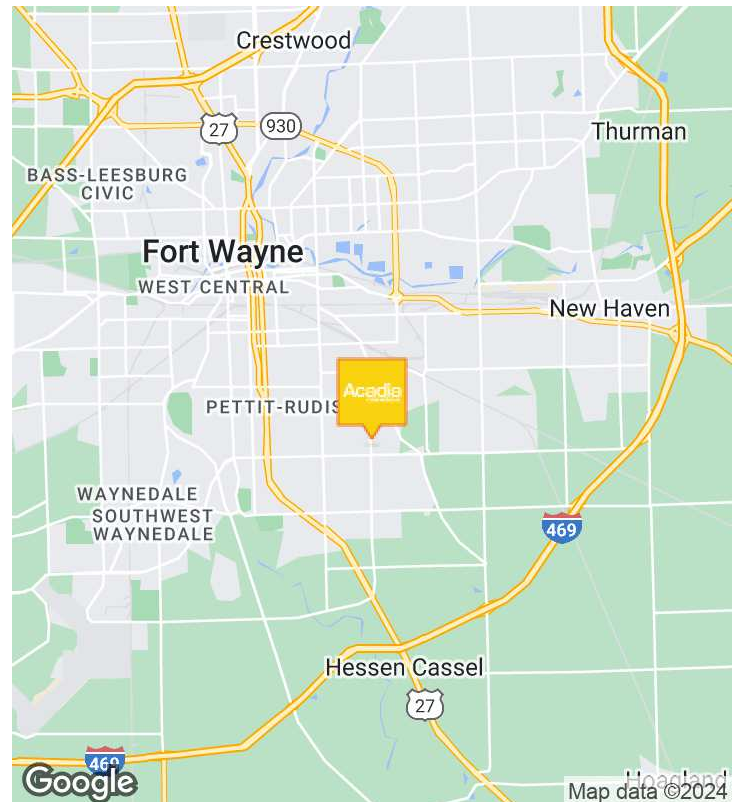 Crestwood
27
930
Thurman
BASS-LEESBURG
CIVIC
Fort Wayne
WEST CENTRAL
New Haven
Acadia
PETTIT-RUDIS
WAYNEDALE
SOUTHWEST
WAYNEDALE
469
Hessen Cassel
27
469
Google
Hoagland
Map data ©2024